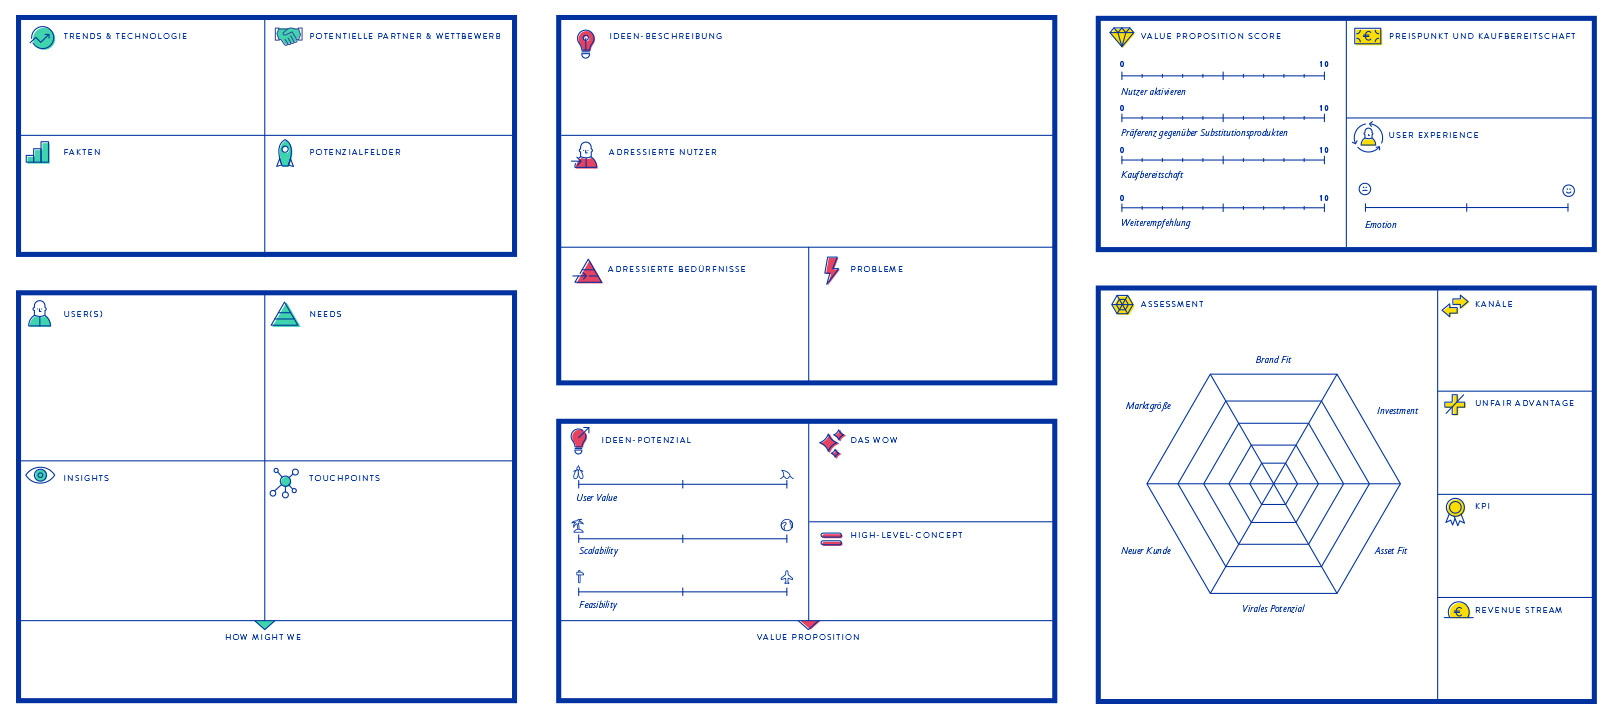 TRENDS & TECHNOLOGIE
POTENTIELLE PARTNER & WETTBEWERB
FAKTEN
POTENZIALFELDER
USER(S)
NEEDS
INSIGHTS
TOUCHPOINTS
HOW MIGHT WE
IDEEN-BESCHREIBUNG
ADRESSIERTE NUTZER
ADRESSIERTE BEDÜRFNISSE
PROBLEME
IDEEN-POTENZIAL
User Value
Scalability
Feasibility
DAS WOW
HIGH-LEVEL-CONCEPT
VALUE PROPOSITION
VALUE PROPOSITION SCORE
0 10
Nutzer aktivieren
0 10
Präferenz gegenüber Substitutionsprodukten
0 10
Kaufbereitschaft
0 10
Weiterempfehlung
PREISPUNKT UND KAUFBEREITSCHAFT
USER EXPERIENCE
Emotion
ASSESSMENT
Brand Fit
Marktgröße
Investment
Neuer Kunde
Asset Fit
Virales Potenzial
KANÄLE
UNFAIR ADVANTAGE
KPI
REVENUE STREAM